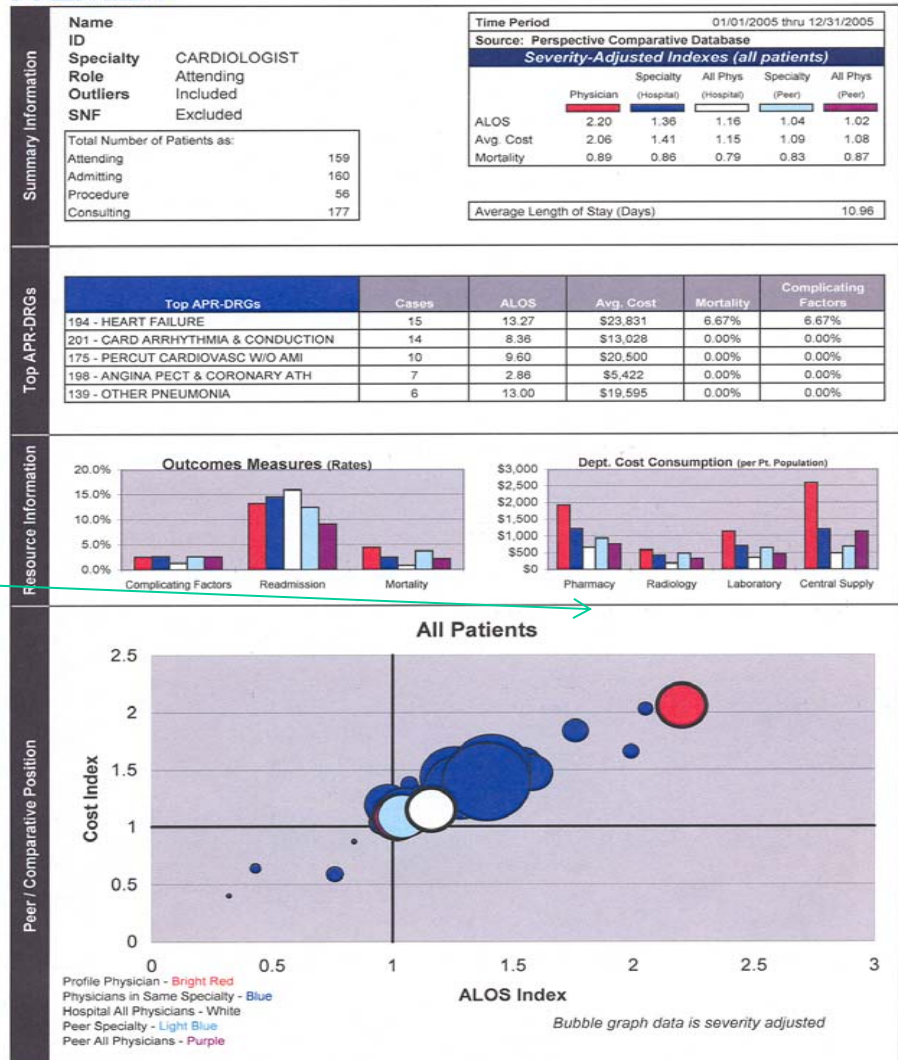 Summary Information
Name
ID
Specialty CARDIOLOGIST
Role Attending
Outliers Included
SNF Excluded
Total Number of Patients as:
Attending 159
Admitting 160
Procedure 56
Consulting 177
Time Period 01/01/2005 thru 12/31/2005
Source: Perspective Comparative Database
Severity-Adjusted Indexes (all patients)
Specialty All Phys Specialty All Phys
Physician (Hospital) (Hospital) (Peer) (Peer)
ALOS 2.20 1.36 1.16 1.04 1.02
Avg. Cost 2.06 1.41 1.15 1.09 1.08
Mortality 0.89 0.86 0.79 0.83 0.87
Average Length of Stay (Days) 10.96
Top APR-DRGs
Complicating
Top APR-DRGs Cases ALOS Avg. Cost Mortality Factors
194 - HEART FAILURE 15 13.27 $23,831 6.67% 6.67%
201 - CARD ARRHYTHMIA & CONDUCTION 14 8.36 $13,028 0.00% 0.00%
175 - PERCUT CARDIOVASC W/O AMI 10 9.60 $20,500 0.00% 0.00%
198 - ANGINA PECT & CORONARY ATH 7 2.86 $5,422 0.00% 0.00%
139 - OTHER PNEUMONIA 6 13.00 $19,595 0.00% 0.00%
Resource Information
Outcomes Measures (Rates)
20.0%
15.0%
10.0%
5.0%
0.0%
Complicating Factors Readmission Mortality
Dept. Cost Consumption (per Pt. Population)
$3,000
$2,500
$2,000
$1,500
$1,000
$500
$0
Pharmacy Radiology Laboratory Central Supply
Peer / Comparative Position
All Patients
Cost Index
2.5
2
1.5
1
0.5
0
0 0.5 1 1.5 2 2.5 3
ALOS Index
Profile Physician - Bright Red
Physicians in Same Specialty - Blue
Hospital All Physicians - White
Peer Specialty - Light Blue
Peer All Physicians - Purple
Bubble graph data is severity adjusted